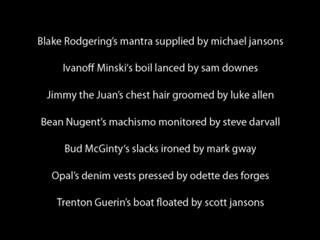 Blake Rodgering's mantra supplied by michael jansons
Ivanoff Minski's boil lanced by sam downes
Jimmy the Juan's chest hair groomed by luke allen
Bean Nugent's machismo monitored by steve darvall
Bud McGinty's slacks ironed by mark gway
Opal's denim vests pressed by odette des forges
Trenton Guerin's boat floated by scott jansons